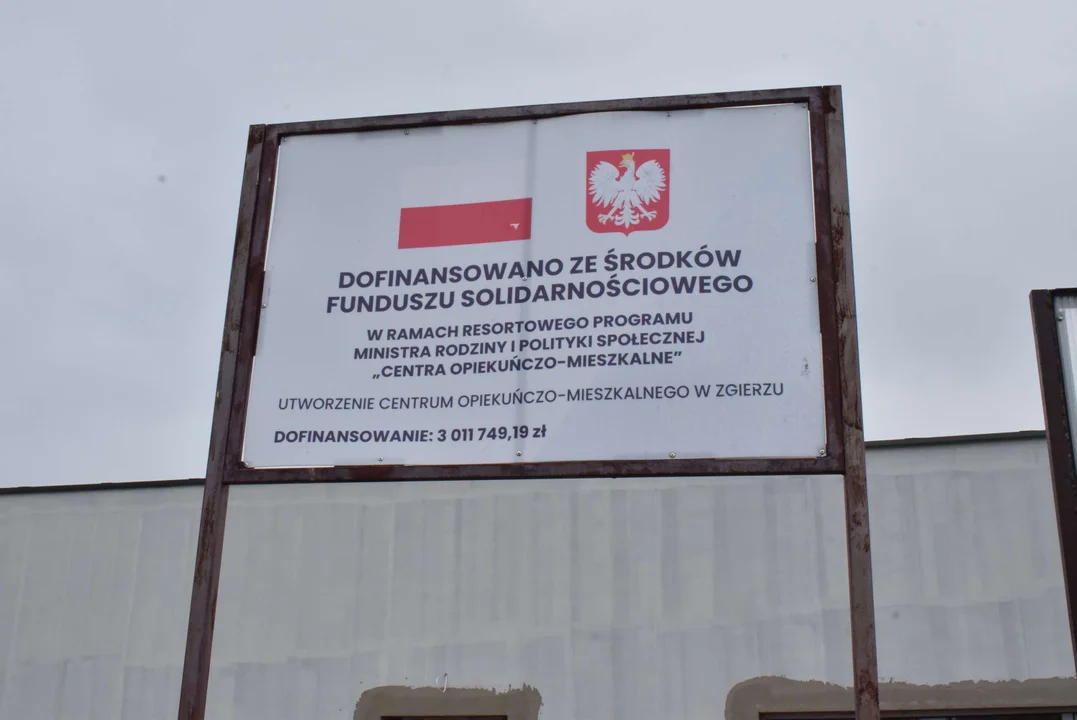 DOFINANSOWANO ZE ŚRODKÓW
FUNDUSZU SOLIDARNOŚCIOWEGO
W RAMACH RESORTOWEGO PROGRAMU
MINISTRA RODZINY I POLITYKI SPOŁECZNEJ
„CENTRA OPIEKUŃCZO-MIESZKALNE”
UTWORZENIE CENTRUM OPIEKUŃCZO-MIESZKALNEGO W ZGIERZU
DOFINANSOWANIE: 3 011 749,19 zł